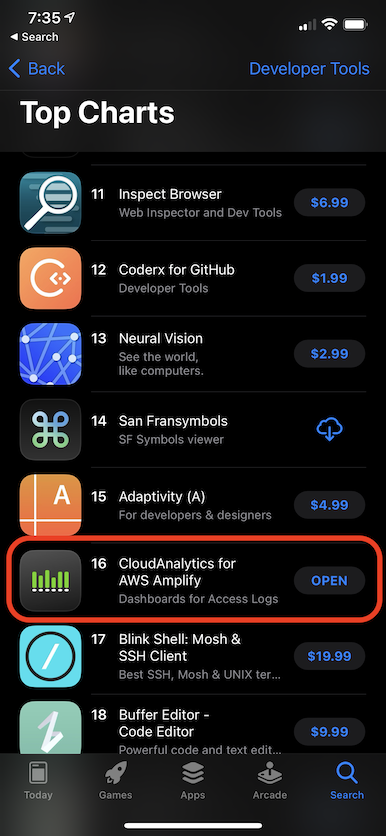 7:35
Search
Back
Developer Tools
Top Charts
11 Inspect Browser
Web Inspector and Dev Tools
$6.99
12 Coderx for GitHub
Developer Tools
$1.99
13 Neural Vision
See the world,
like computers.
$2.99
14 San Fransymbols
SF Symbols viewer
A
15 Adaptivity (A)
For developers & designers
$4.99
16 CloudAnalytics for
AWS Amplify
Dashboards for Access Logs
OPEN
17 Blink Shell: Mosh &
SSH Client
Best SSH, Mosh & UNIX ter...
$19.99
18 Buffer Editor -
Code Editor
Powerful code and text edit...
$9.99
Today
Games
Apps
Arcade
Search